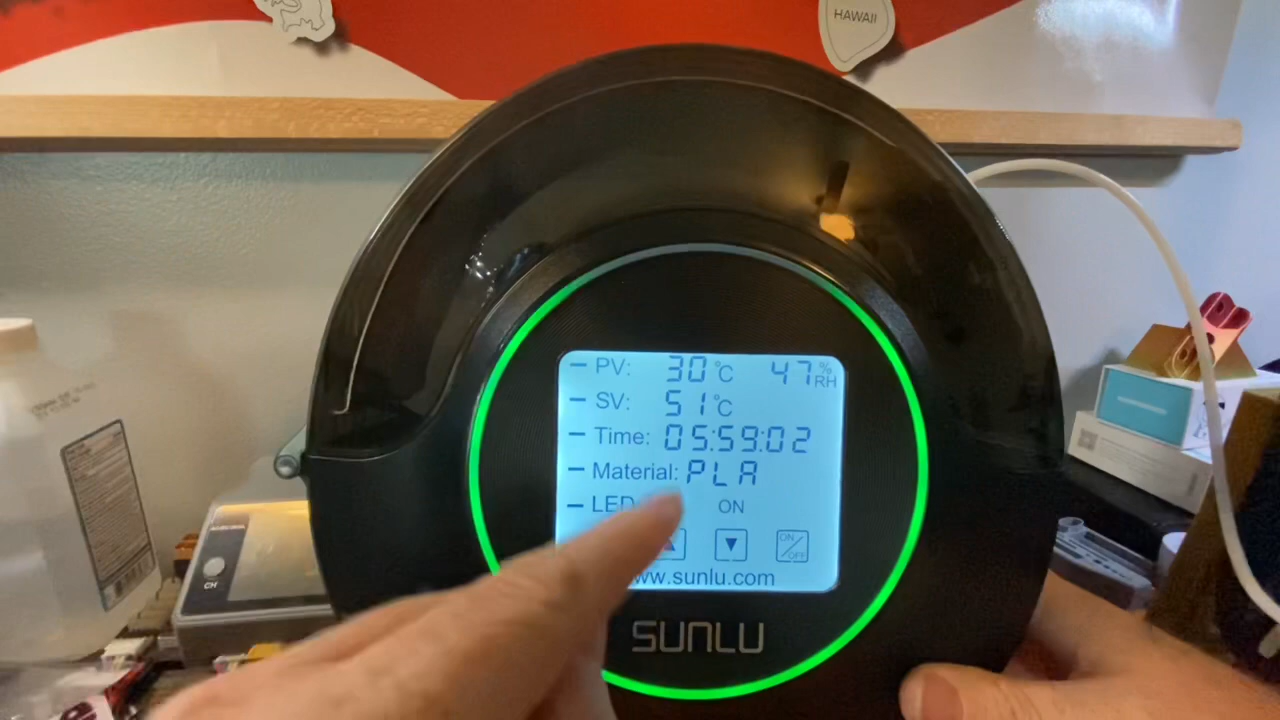 HAWAII
PV: 30°C 47%RH
SV: 51°C
Time: 05:59:02
Material: PLA
LED ON
▲ ▼ ON/OFF
www.sunlu.com
SUNLU
CH